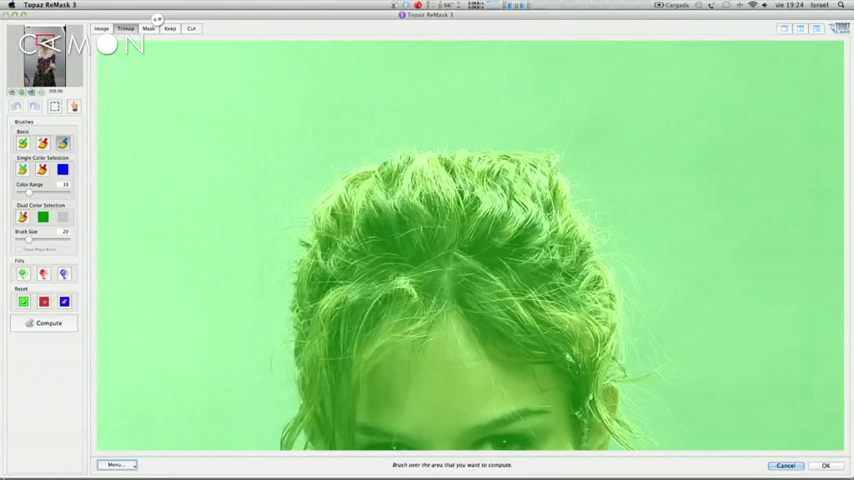 Topaz ReMask 3
66°
Cargada
vie 19:24
Israel
Topaz ReMask 3
Image
Trimap
Mask
Keep
Cut
CAMON
Brushes
Basic
Single Color Selection
Color Range
10
Dual Color Selection
Brush Size
20
Fills
Reset
Compute
Menu...
Brush over the area that you want to compute.
Cancel
OK